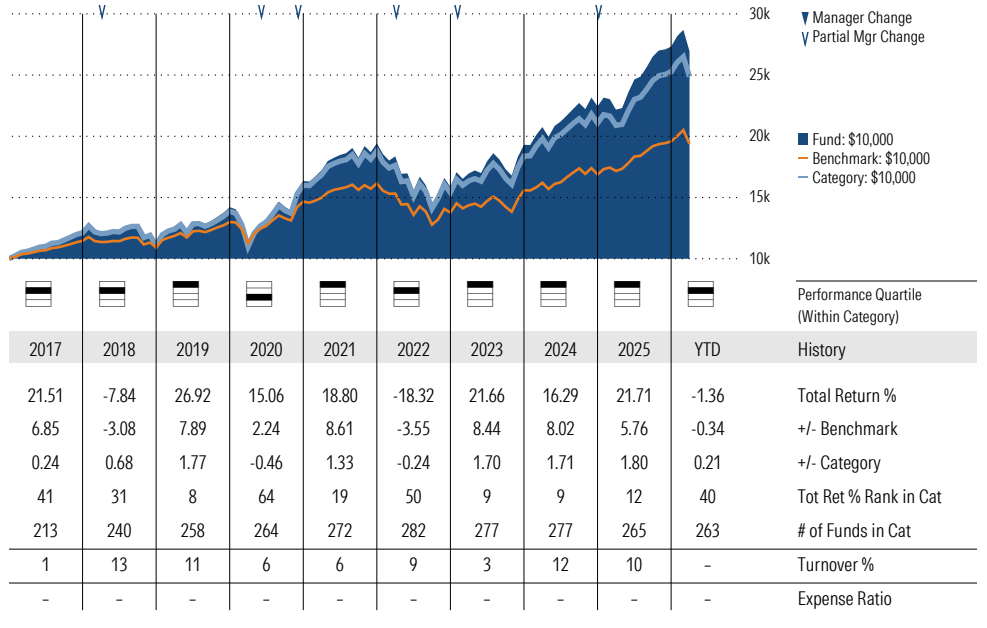 30k
25k
20k
15k
10k
Manager Change
Partial Mgr Change
Fund: $10,000
Benchmark: $10,000
Category: $10,000
Performance Quartile
(Within Category)
2017 2018 2019 2020 2021 2022 2023 2024 2025 YTD History
21.51 -7.84 26.92 15.06 18.80 -18.32 21.66 16.29 21.71 -1.36 Total Return %
6.85 -3.08 7.89 2.24 8.61 -3.55 8.44 8.02 5.76 -0.34 +/- Benchmark
0.24 0.68 1.77 -0.46 1.33 -0.24 1.70 1.71 1.80 0.21 +/- Category
41 31 8 64 19 50 9 9 12 40 Tot Ret % Rank in Cat
213 240 258 264 272 282 277 277 265 263 # of Funds in Cat
1 13 11 6 6 9 3 12 10 – Turnover %
– – – – – – – – – – Expense Ratio